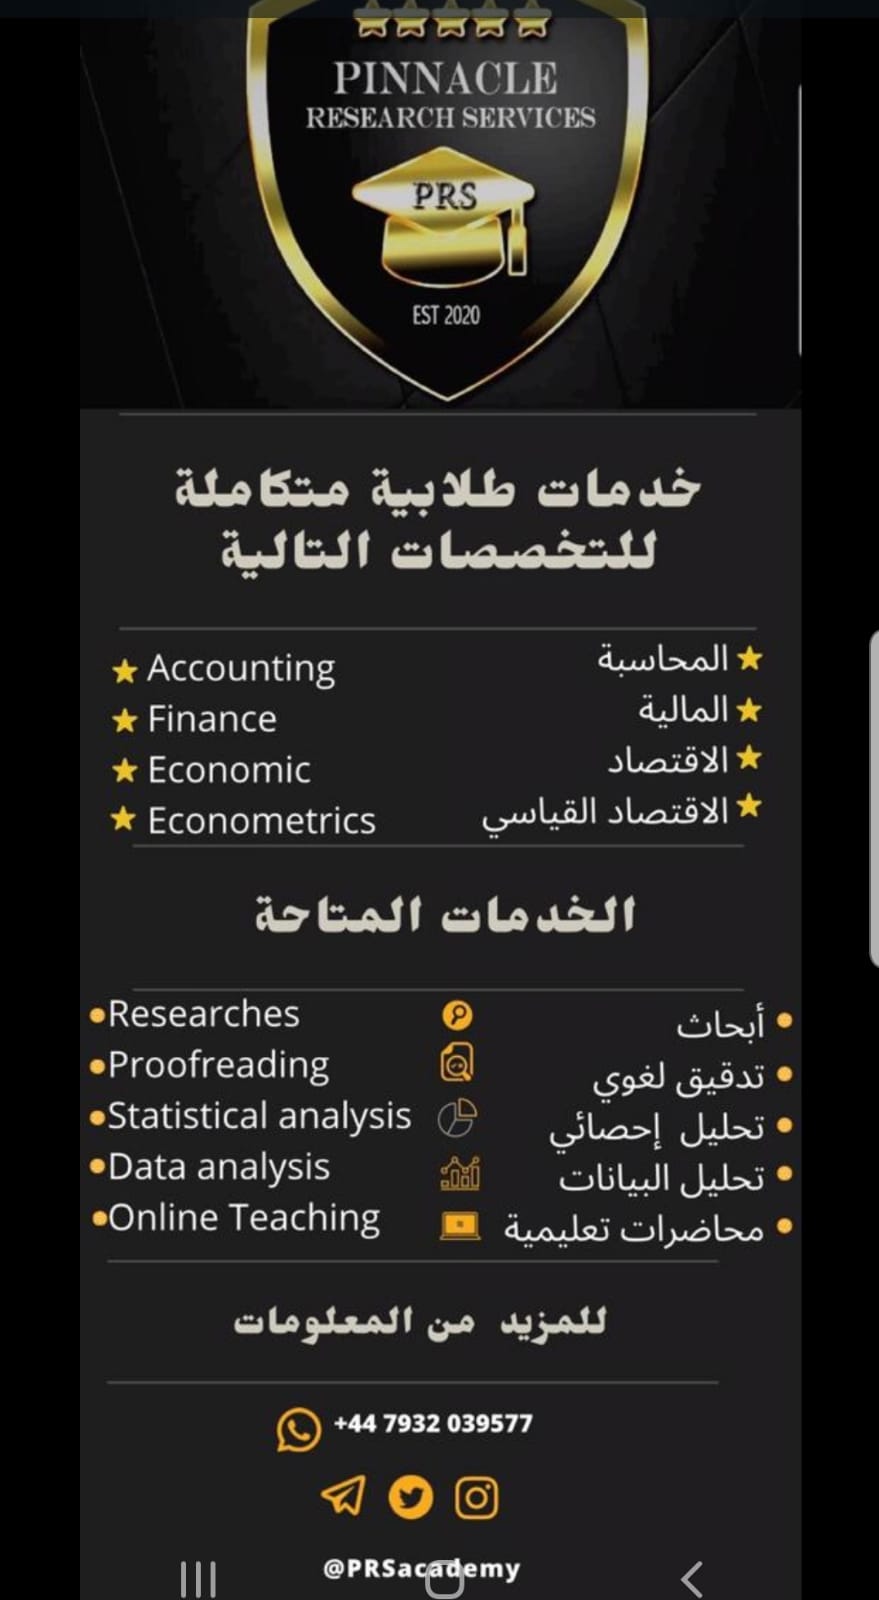 PINNACLE
RESEARCH SERVICES
PRS
EST 2020
خدمات طلابية متكاملة
للتخصصات التالية
Accounting
المحاسبة
Finance
المالية
Economic
الاقتصاد
Econometrics
الاقتصاد القياسي
الخدمات المتاحة
•Researches
أبحاث •
•Proofreading
تدقيق لغوي •
•Statistical analysis
تحليل إحصائي •
•Data analysis
تحليل البيانات •
•Online Teaching
محاضرات تعليمية •
للمزيد من المعلومات
+44 7932 039577
@PRSacademy